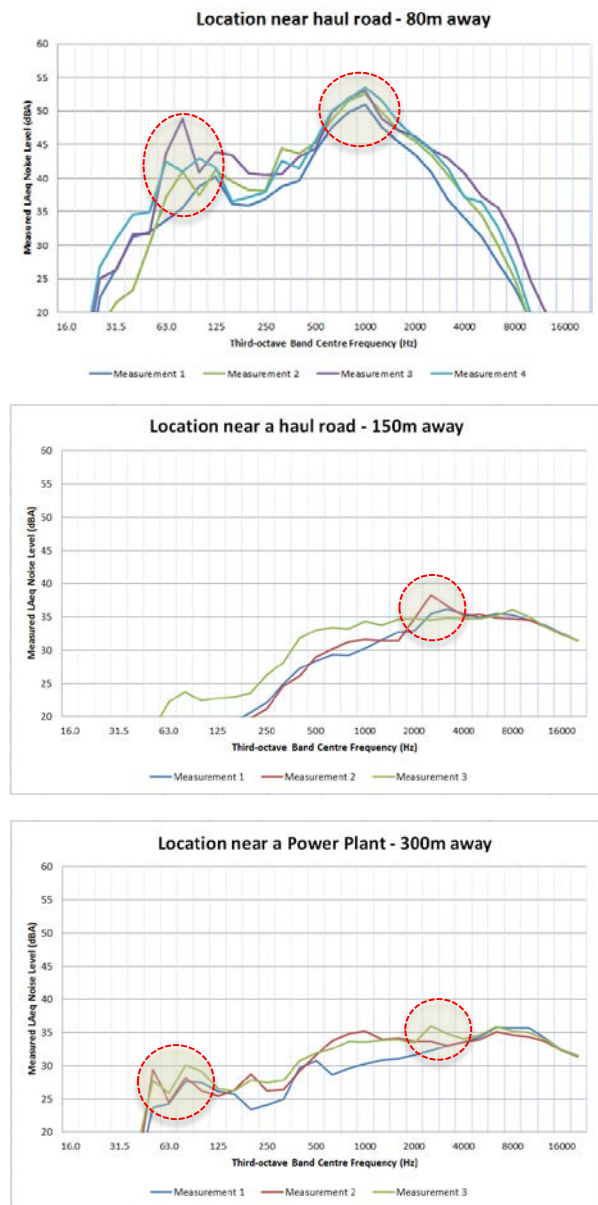 Location near haul road - 80m away
Measured LAeq Noise Level (dBA)
60
55
50
45
40
35
30
25
20
16.0 31.5 63.0 125 250 500 1000 2000 4000 8000 16000
Third-octave Band Centre Frequency (Hz)
Measurement 1 Measurement 2 Measurement 3 Measurement 4
Location near a haul road - 150m away
Measured LAeq Noise Level (dBA)
60
55
50
45
40
35
30
25
20
16.0 31.5 63.0 125 250 500 1000 2000 4000 8000 16000
Third-octave Band Centre Frequency (Hz)
Measurement 1 Measurement 2 Measurement 3
Location near a Power Plant - 300m away
Measured LAeq Noise Level (dBA)
60
55
50
45
40
35
30
25
20
16.0 31.5 63.0 125 250 500 1000 2000 4000 8000 16000
Third-octave Band Centre Frequency (Hz)
Measurement 1 Measurement 2 Measurement 3